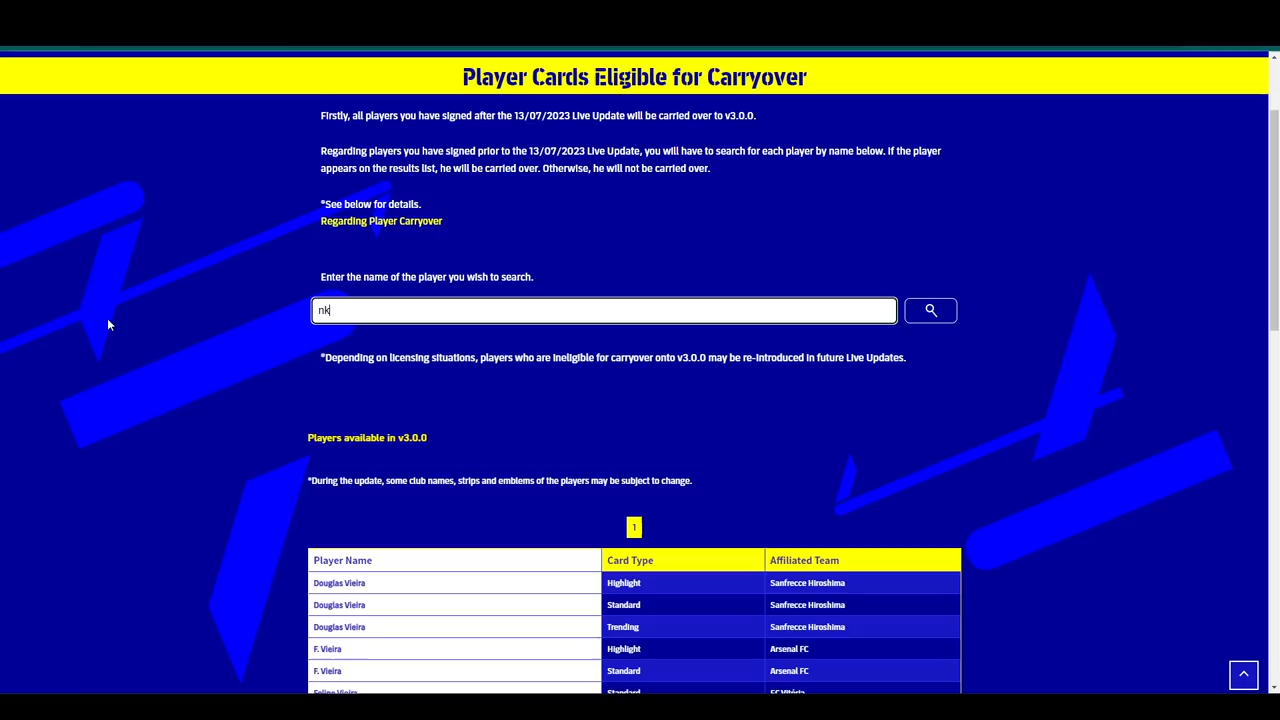 Player Cards Eligible for Carryover
Firstly, all players you have signed after the 13/07/2023 Live Update will be carried over to v3.0.0.
Regarding players you have signed prior to the 13/07/2023 Live Update, you will have to search for each player by name below. If the player
appears on the results list, he will be carried over. Otherwise, he will not be carried over.
*See below for details.
Regarding Player Carryover
Enter the name of the player you wish to search.
nk
*Depending on licensing situations, players who are ineligible for carryover onto v3.0.0 may be re-introduced in future Live Updates.
Players available in v3.0.0
*During the update, some club names, strips and emblems of the players may be subject to change.
1
Player Name Card Type Affiliated Team
Douglas Vieira Highlight Sanfrecce Hiroshima
Douglas Vieira Standard Sanfrecce Hiroshima
Douglas Vieira Trending Sanfrecce Hiroshima
F. Vieira Highlight Arsenal FC
F. Vieira Standard Arsenal FC
Felipe Vieira Standard EC Vitória